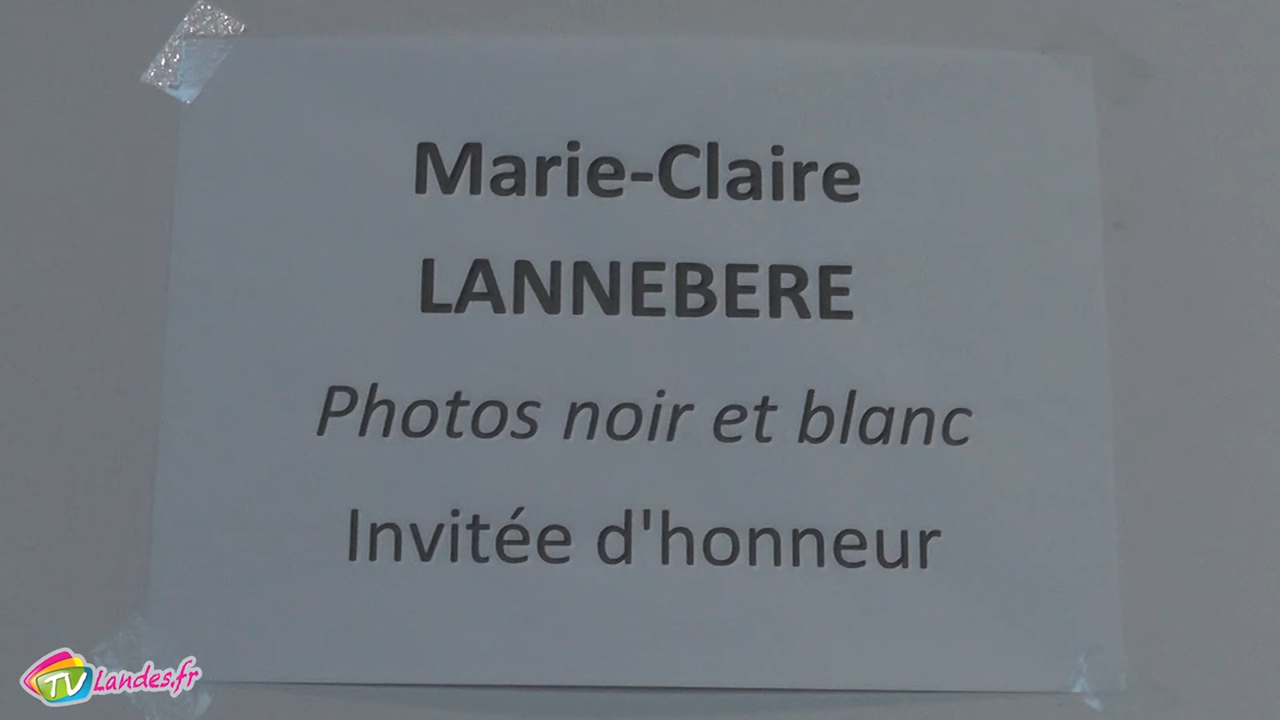 Marie-Claire
LANNEBERE
Photos noir et blanc
Invitée d'honneur
TV Landes.fr